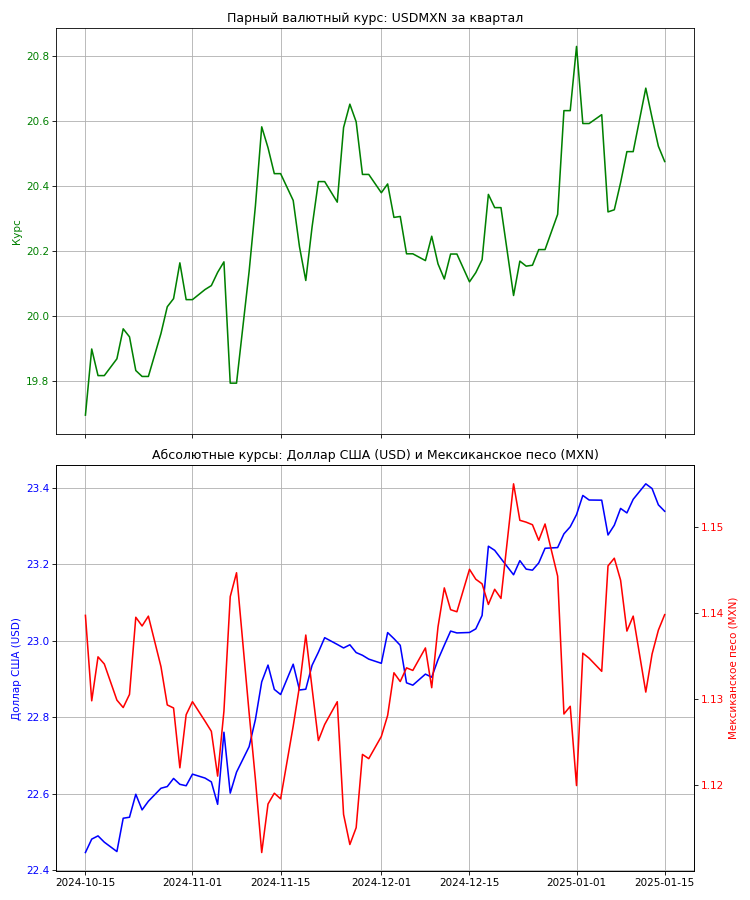 Парный валютный курс: USDMXN за квартал
20.8
20.6
20.4
20.2
20.0
19.8
Курс
Абсолютные курсы: Доллар США (USD) и Мексиканское песо (MXN)
23.4
23.2
23.0
22.8
22.6
22.4
Доллар США (USD)
1.15
1.14
1.13
1.12
Мексиканское песо (MXN)
2024-10-15 2024-11-01 2024-11-15 2024-12-01 2024-12-15 2025-01-01 2025-01-15